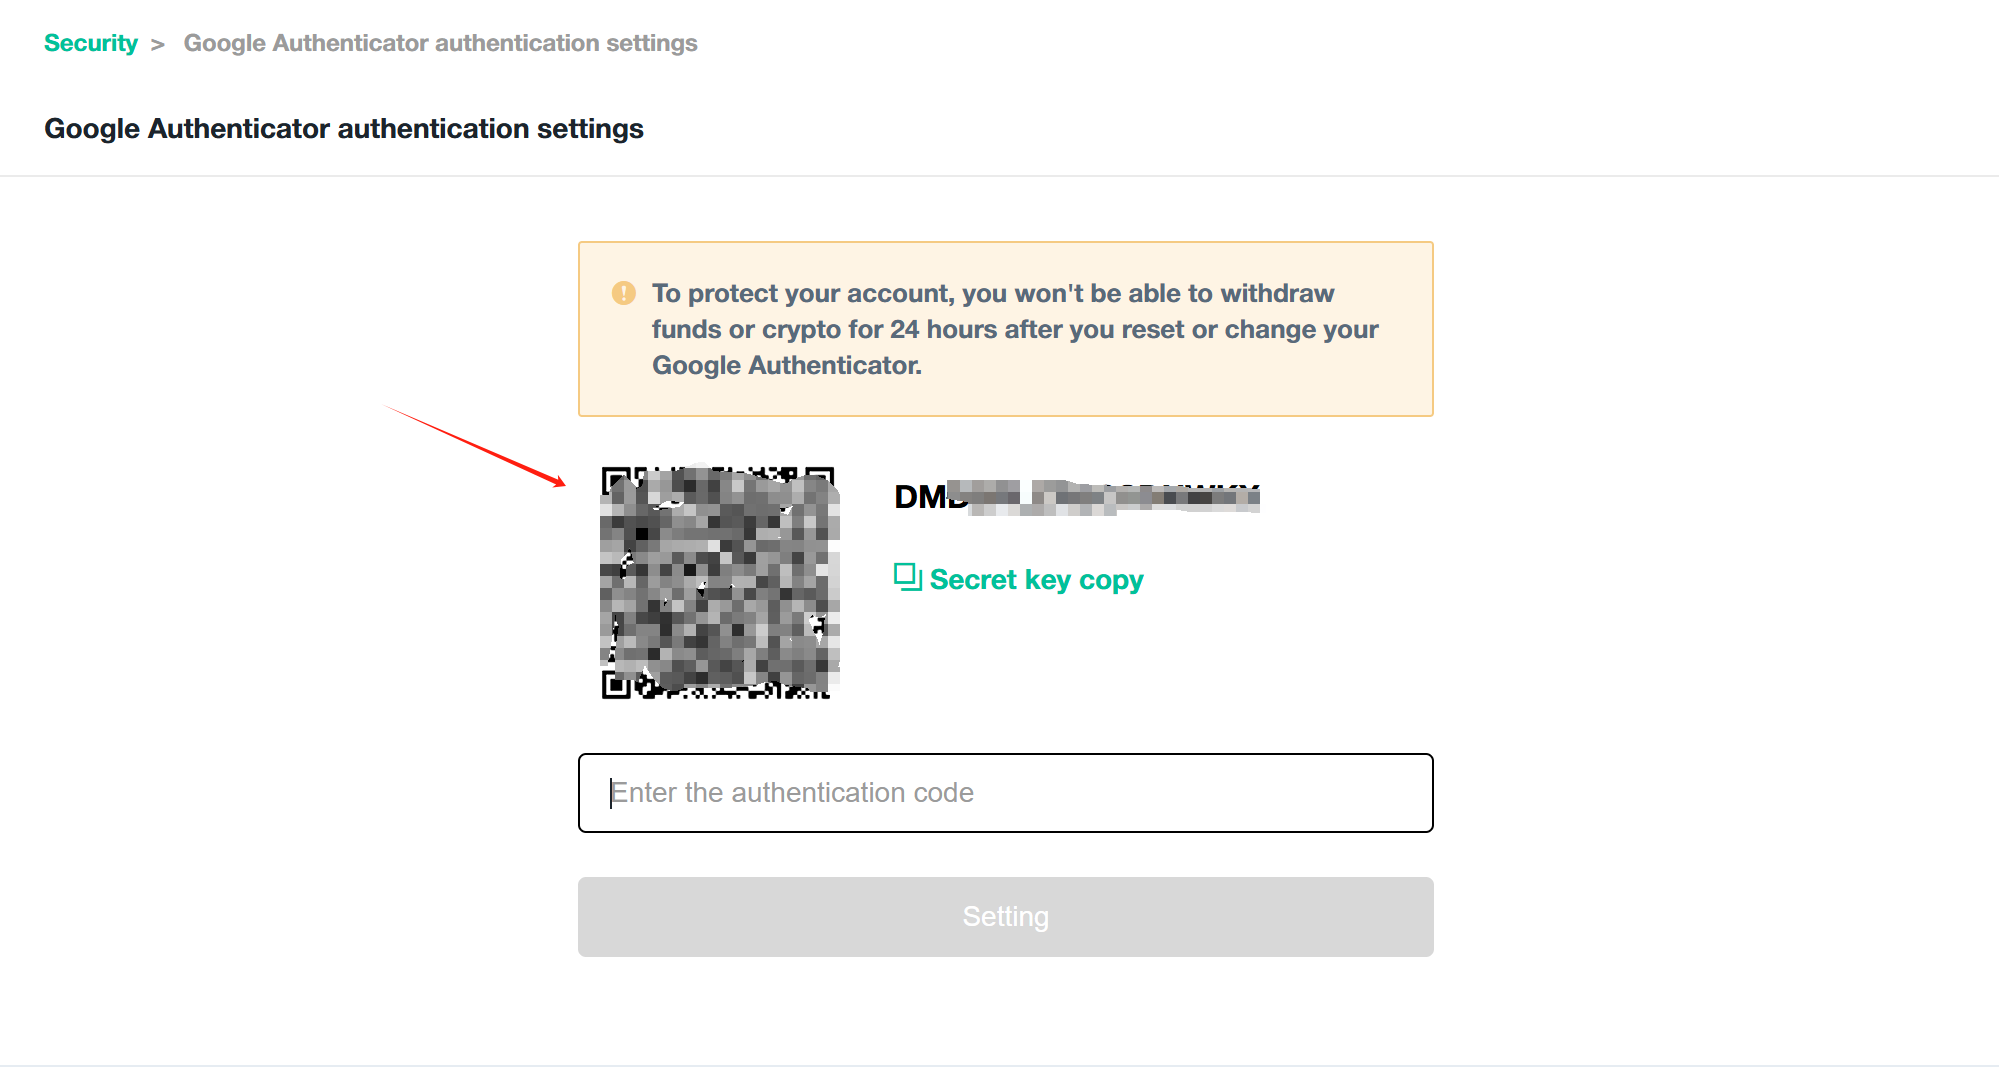 Security > Google Authenticator authentication settings
Google Authenticator authentication settings
To protect your account, you won't be able to withdraw
funds or crypto for 24 hours after you reset or change your
Google Authenticator.
Secret key copy
Enter the authentication code
Setting